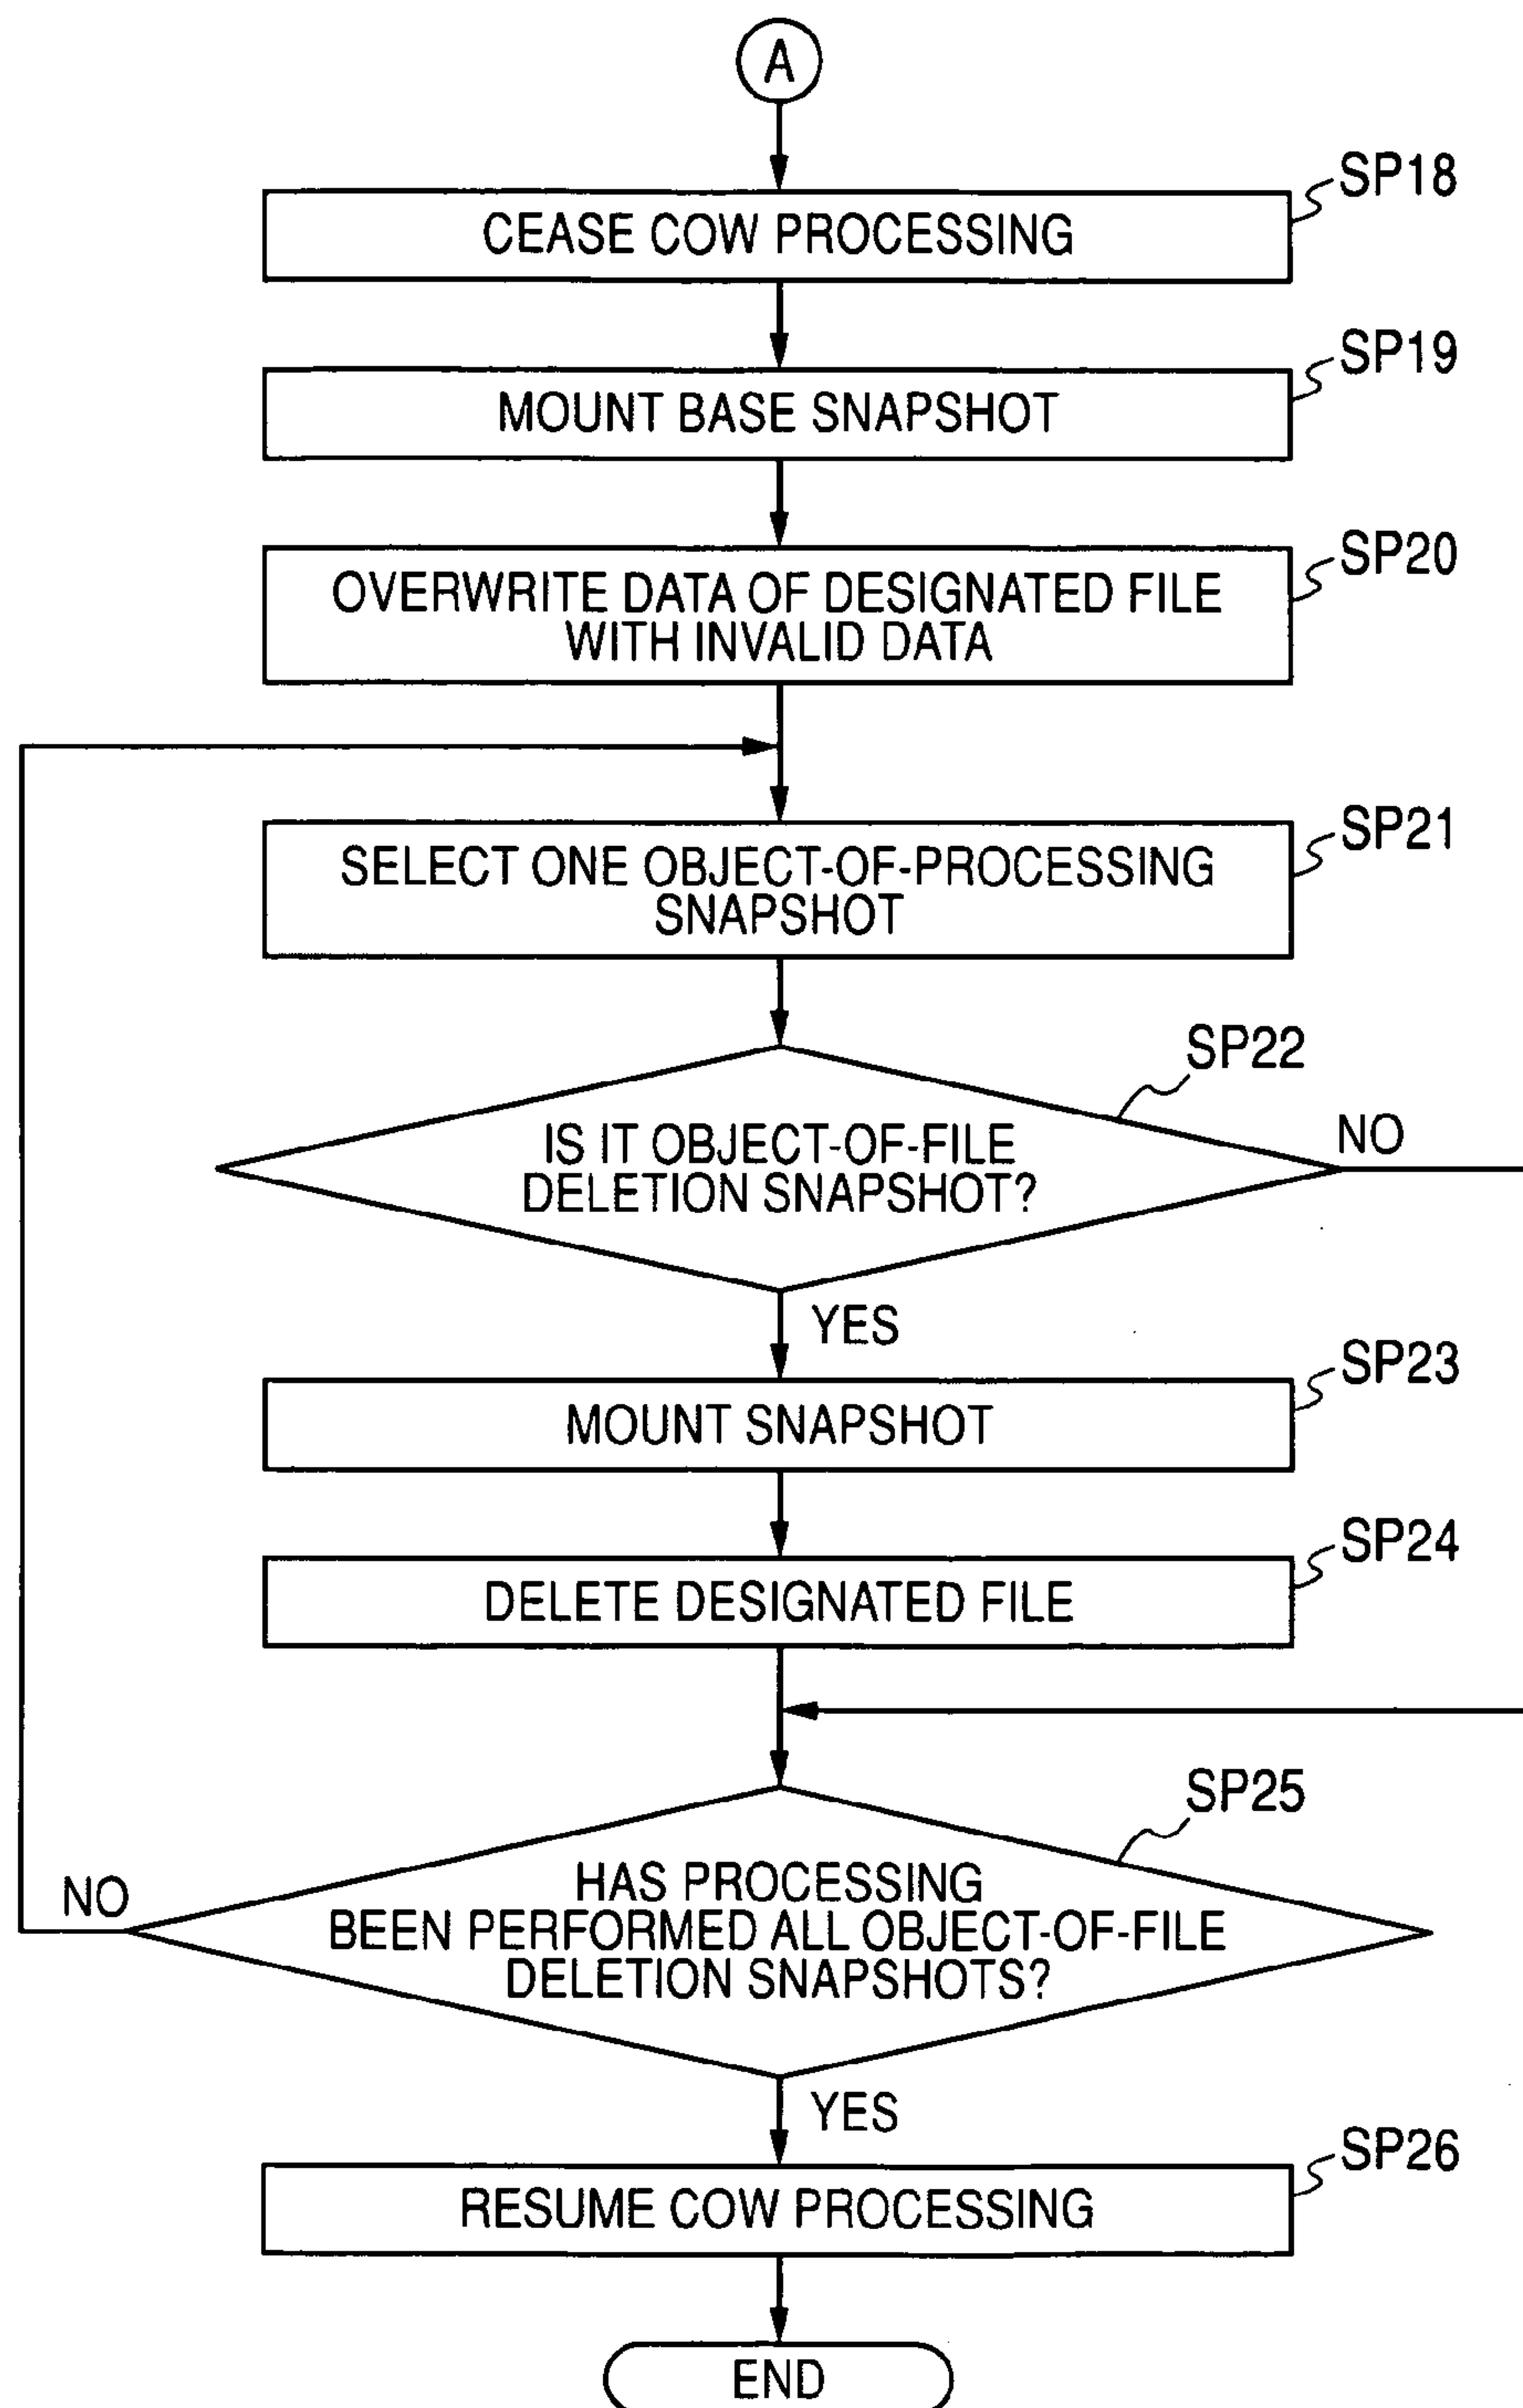 A
SP18
CEASE COW PROCESSING
SP19
MOUNT BASE SNAPSHOT
SP20
OVERWRITE DATA OF DESIGNATED FILE
WITH INVALID DATA
SP21
SELECT ONE OBJECT-OF-PROCESSING
SNAPSHOT
SP22
NO
IS IT OBJECT-OF-FILE
DELETION SNAPSHOT?
YES
SP23
MOUNT SNAPSHOT
SP24
DELETE DESIGNATED FILE
SP25
HAS PROCESSING
NO
BEEN PERFORMED ALL OBJECT-OF-FILE
DELETION SNAPSHOTS?
YES
SP26
RESUME COW PROCESSING
END